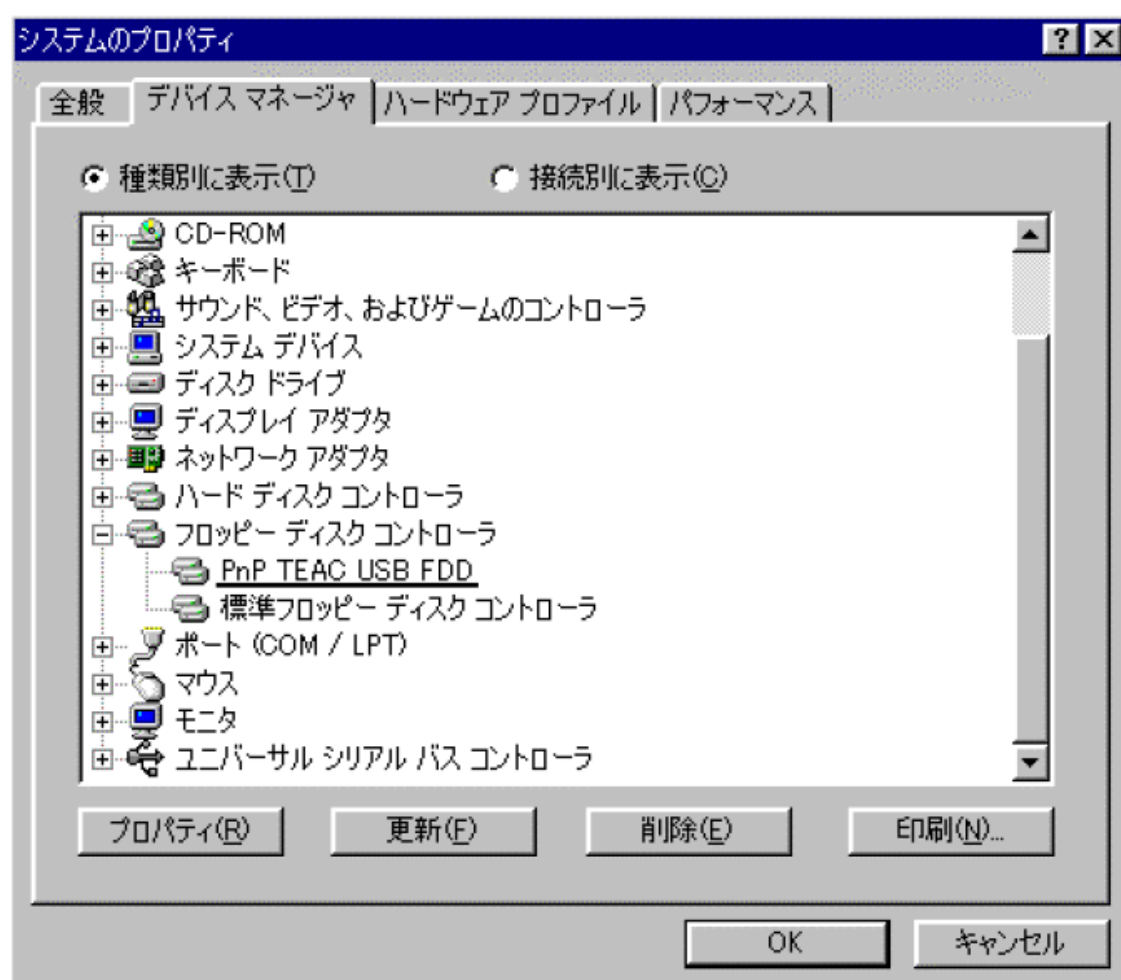 システムのプロパティ
全般 デバイス マネージャ ハードウェア プロファイル パフォーマンス
種類別に表示(T) 接続別に表示(C)
CD-ROM
キーボード
サウンド、ビデオ、およびゲームのコントローラ
システム デバイス
ディスク ドライブ
ディスプレイ アダプタ
ネットワーク アダプタ
ハード ディスク コントローラ
フロッピー ディスク コントローラ
PnP TEAC USB FDD
標準フロッピー ディスク コントローラ
ポート (COM / LPT)
マウス
モニタ
ユニバーサル シリアル バス コントローラ
プロパティ(R) 更新(F) 削除(E) 印刷(N)...
OK キャンセル